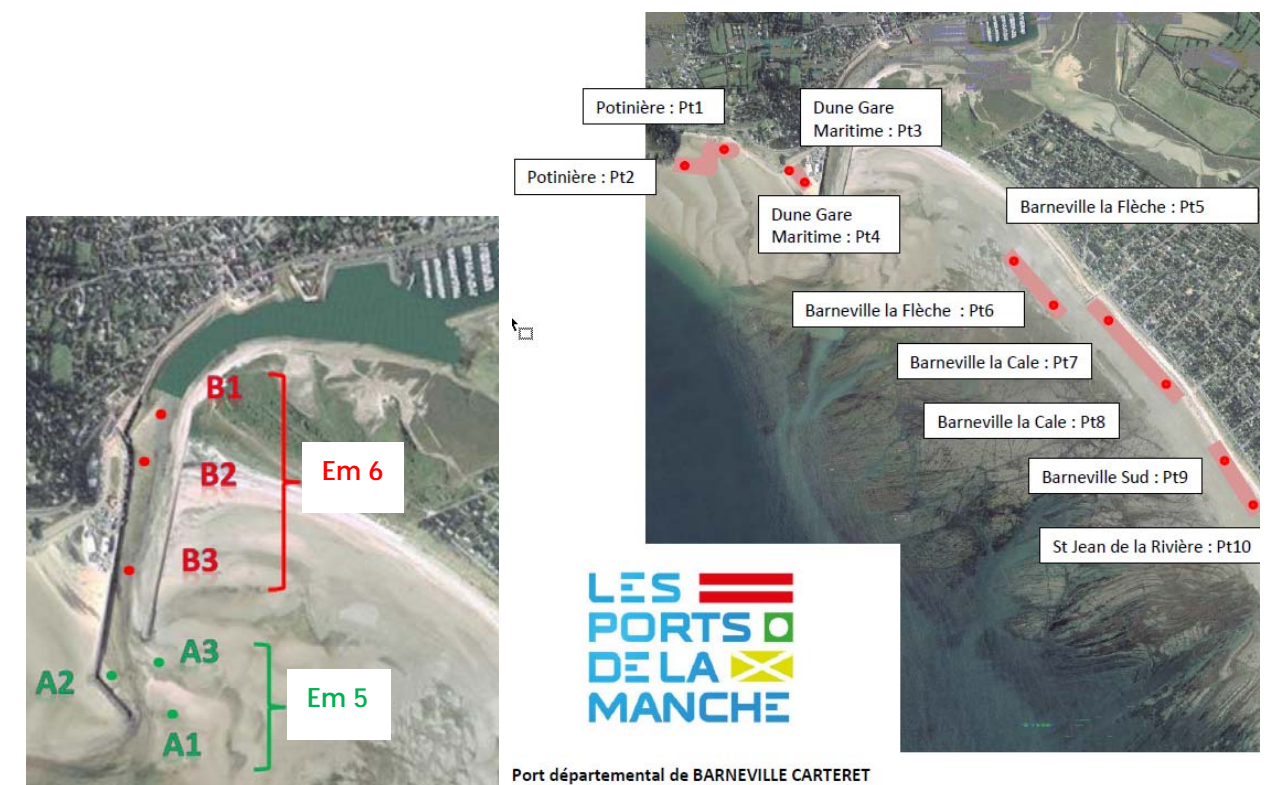 B1
B2
B3
Em 6
A3
A2
A1
Em 5
Potinière : Pt1
Potinière : Pt2
Dune Gare
Maritime : Pt3
Dune Gare
Maritime : Pt4
Barneville la Flèche : Pt5
Barneville la Flèche : Pt6
Barneville la Cale : Pt7
Barneville la Cale : Pt8
Barneville Sud : Pt9
St Jean de la Rivière : Pt10
LES
PORTS
DE LA
MANCHE
Port départemental de BARNEVILLE CARTERET